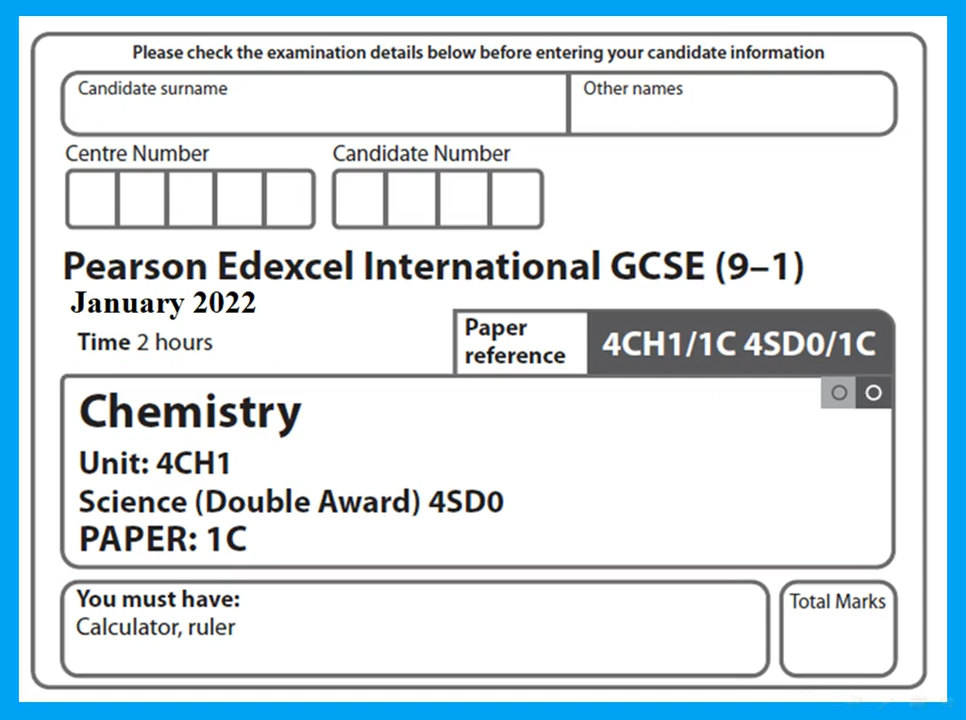 Please check the examination details below before entering your candidate information
Candidate surname
Other names
Centre Number
Candidate Number
Pearson Edexcel International GCSE (9–1)
January 2022
Time 2 hours
Paper reference
4CH1/1C 4SD0/1C
Chemistry
Unit: 4CH1
Science (Double Award) 4SD0
PAPER: 1C
You must have:
Calculator, ruler
Total Marks